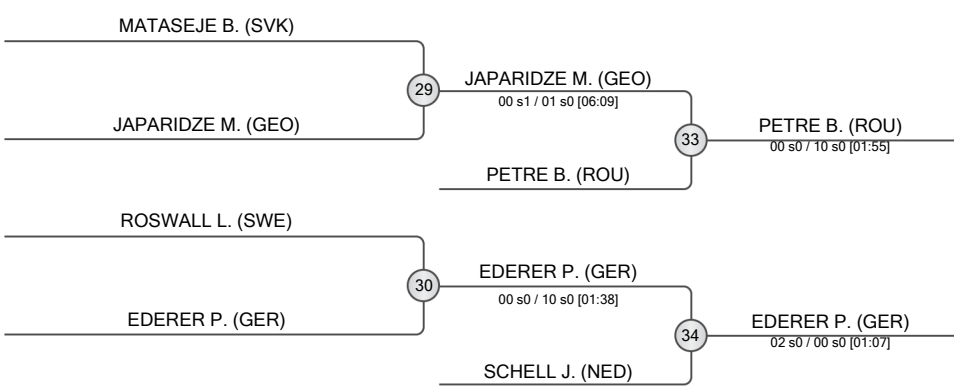 MATASEJE B. (SVK)
29
JAPARIDZE M. (GEO)
00 s1 / 01 s0 [06:09]
JAPARIDZE M. (GEO)
33
PETRE B. (ROU)
00 s0 / 10 s0 [01:55]
PETRE B. (ROU)
ROSWALL L. (SWE)
30
EDERER P. (GER)
00 s0 / 10 s0 [01:38]
EDERER P. (GER)
34
EDERER P. (GER)
02 s0 / 00 s0 [01:07]
SCHELL J. (NED)